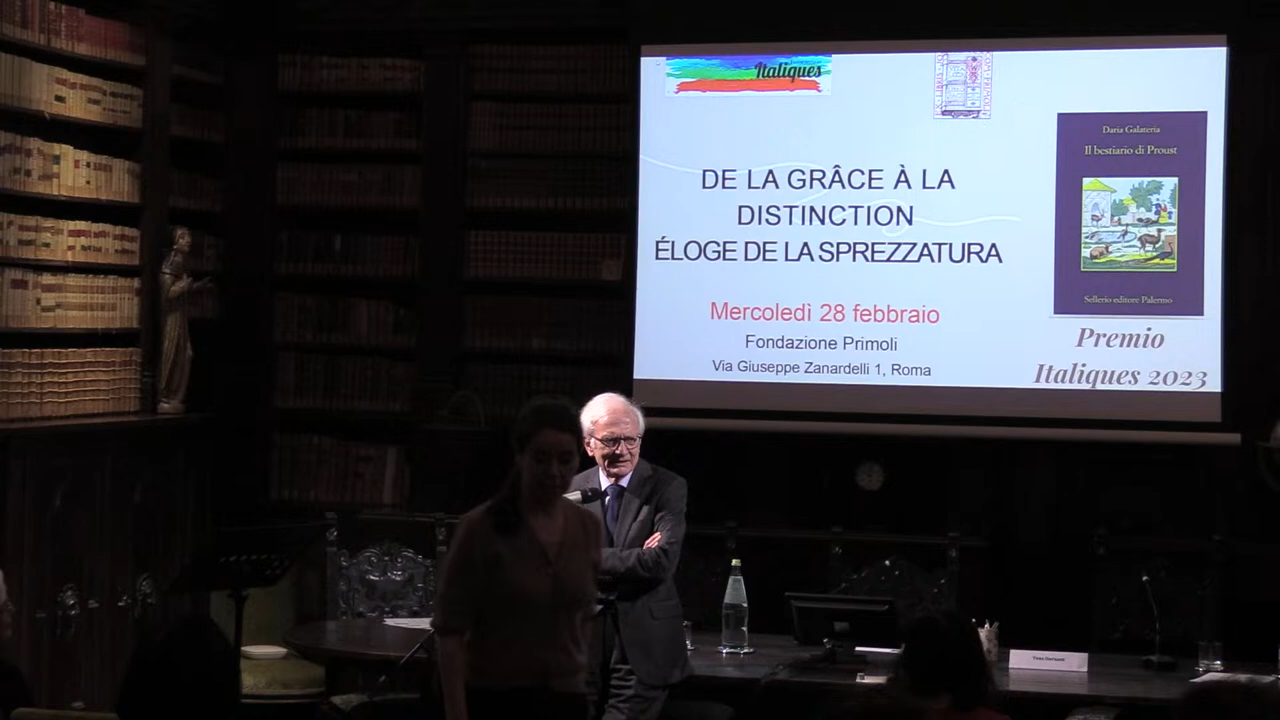 Italiques
DE LA GRÂCE À LA
DISTINCTION
ÉLOGE DE LA SPREZZATURA
Mercoledì 28 febbraio
Fondazione Primoli
Via Giuseppe Zanardelli 1, Roma
Daria Galateria
Il bestiario di Proust
Sellerio editore Palermo
Premio
Italiques 2023